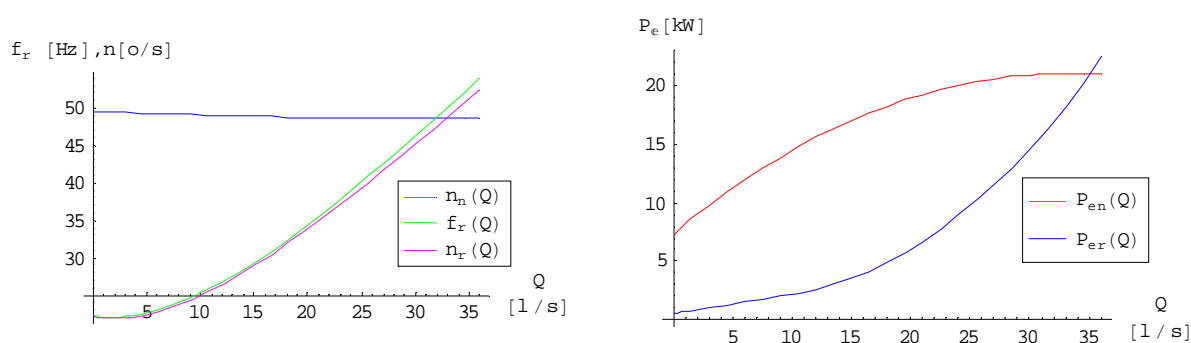 f_r [Hz],n[o/s]
50
45
40
35
30
5 10 15 20 25 30 35
Q
[l/s]
n_n(Q)
f_r(Q)
n_r(Q)
P_e[kW]
20
15
10
5
5 10 15 20 25 30 35
Q
[l/s]
P_en(Q)
P_er(Q)